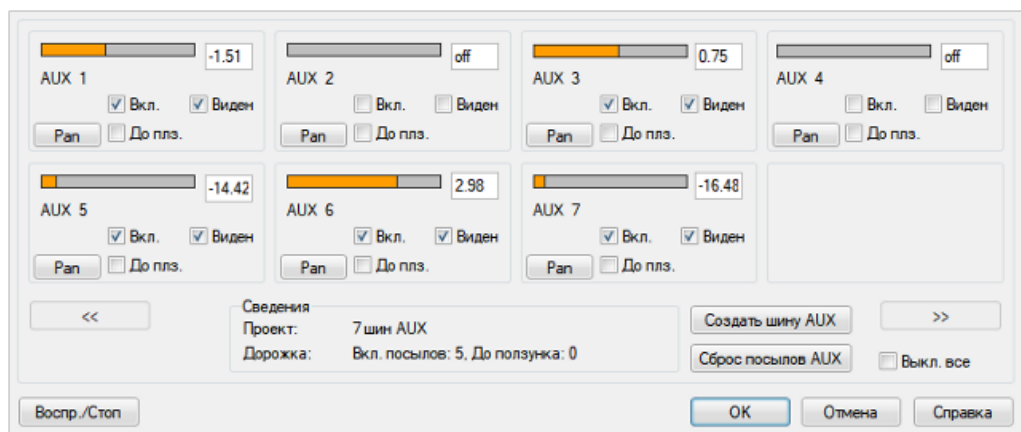 -1.51 off 0.75 off
AUX 1 AUX 2 AUX 3 AUX 4
Вкл. Виден Вкл. Виден Вкл. Виден Вкл. Виден
Pan До плз. Pan До плз. Pan До плз. Pan До плз.
-14.42 2.98 -16.48
AUX 5 AUX 6 AUX 7
Вкл. Виден Вкл. Виден Вкл. Виден
Pan До плз. Pan До плз. Pan До плз.
<< Сведения >>
Проект: 7 шин AUX Создать шину AUX
Дорожка: Вкл. посылов: 5, До ползунка: 0 Сброс посылов AUX Выкл. все
Воспр./Стоп OK Отмена Справка